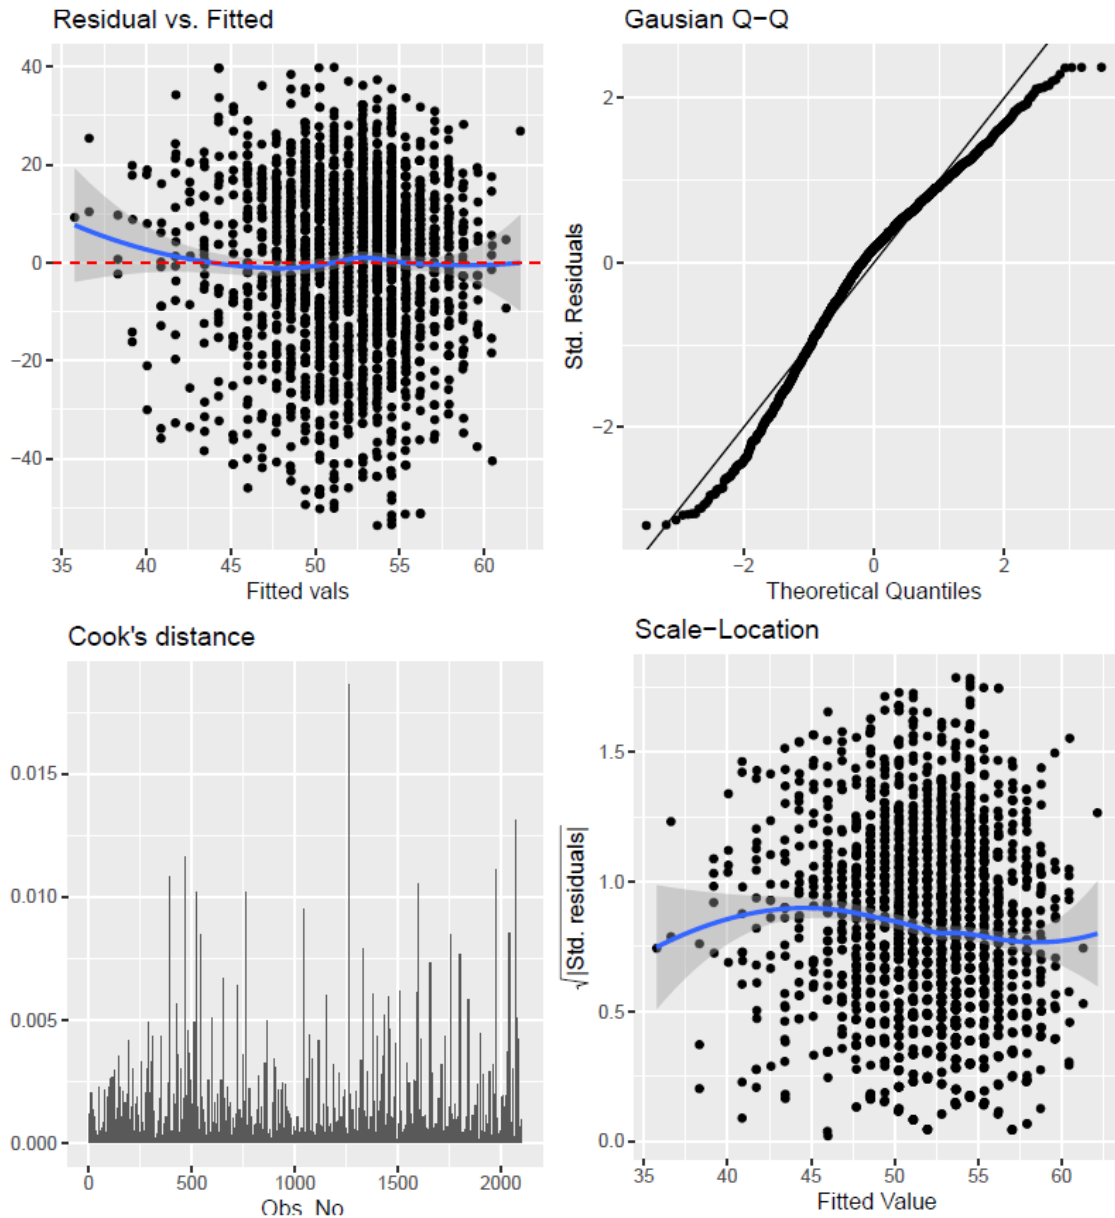 Residual vs. Fitted
40
20
0
−20
−40
35 40 45 50 55 60
Fitted vals
Gaussian Q−Q
Std. Residuals
2
0
−2
−2 0 2
Theoretical Quantiles
Cook's distance
0.015
0.010
0.005
0.000
0 500 1000 1500 2000
Obs. No
Scale−Location
√|Std. residuals|
1.5
1.0
0.5
0.0
35 40 45 50 55 60
Fitted Value